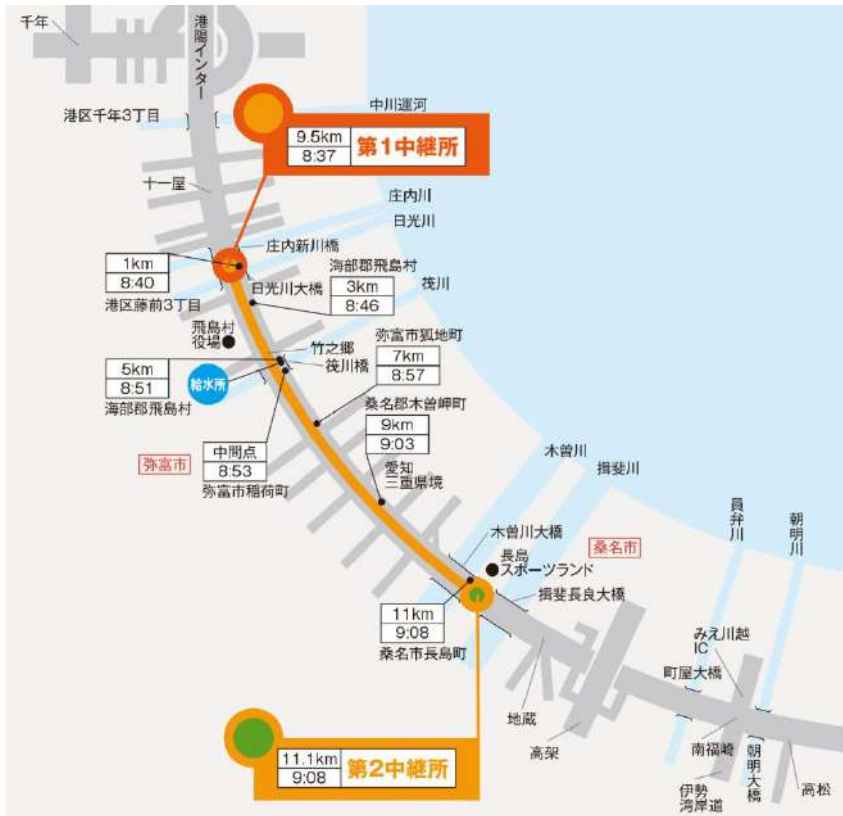 千年
港陽インター
港区千年3丁目
中川運河
9.5km
8:37
第1中継所
十一屋
庄内川
日光川
庄内新川橋
1km
8:40
港区藤前3丁目
日光川大橋
海部郡飛島村
3km
8:46
筏川
飛島村
役場
竹之郷
筏川橋
弥富市狐地町
7km
8:57
5km
8:51
海部郡飛島村
給水所
桑名郡木曽岬町
9km
9:03
中間点
8:53
弥富市稲荷町
弥富市
愛知
三重県境
木曽川
揖斐川
員弁川
朝明川
木曽川大橋
桑名市
長島
スポーツランド
揖斐長良大橋
11km
9:08
桑名市長島町
みえ川越
IC
町屋大橋
地蔵
高架
南福崎
伊勢
湾岸道
朝明大橋
高松
11.1km
9:08
第2中継所